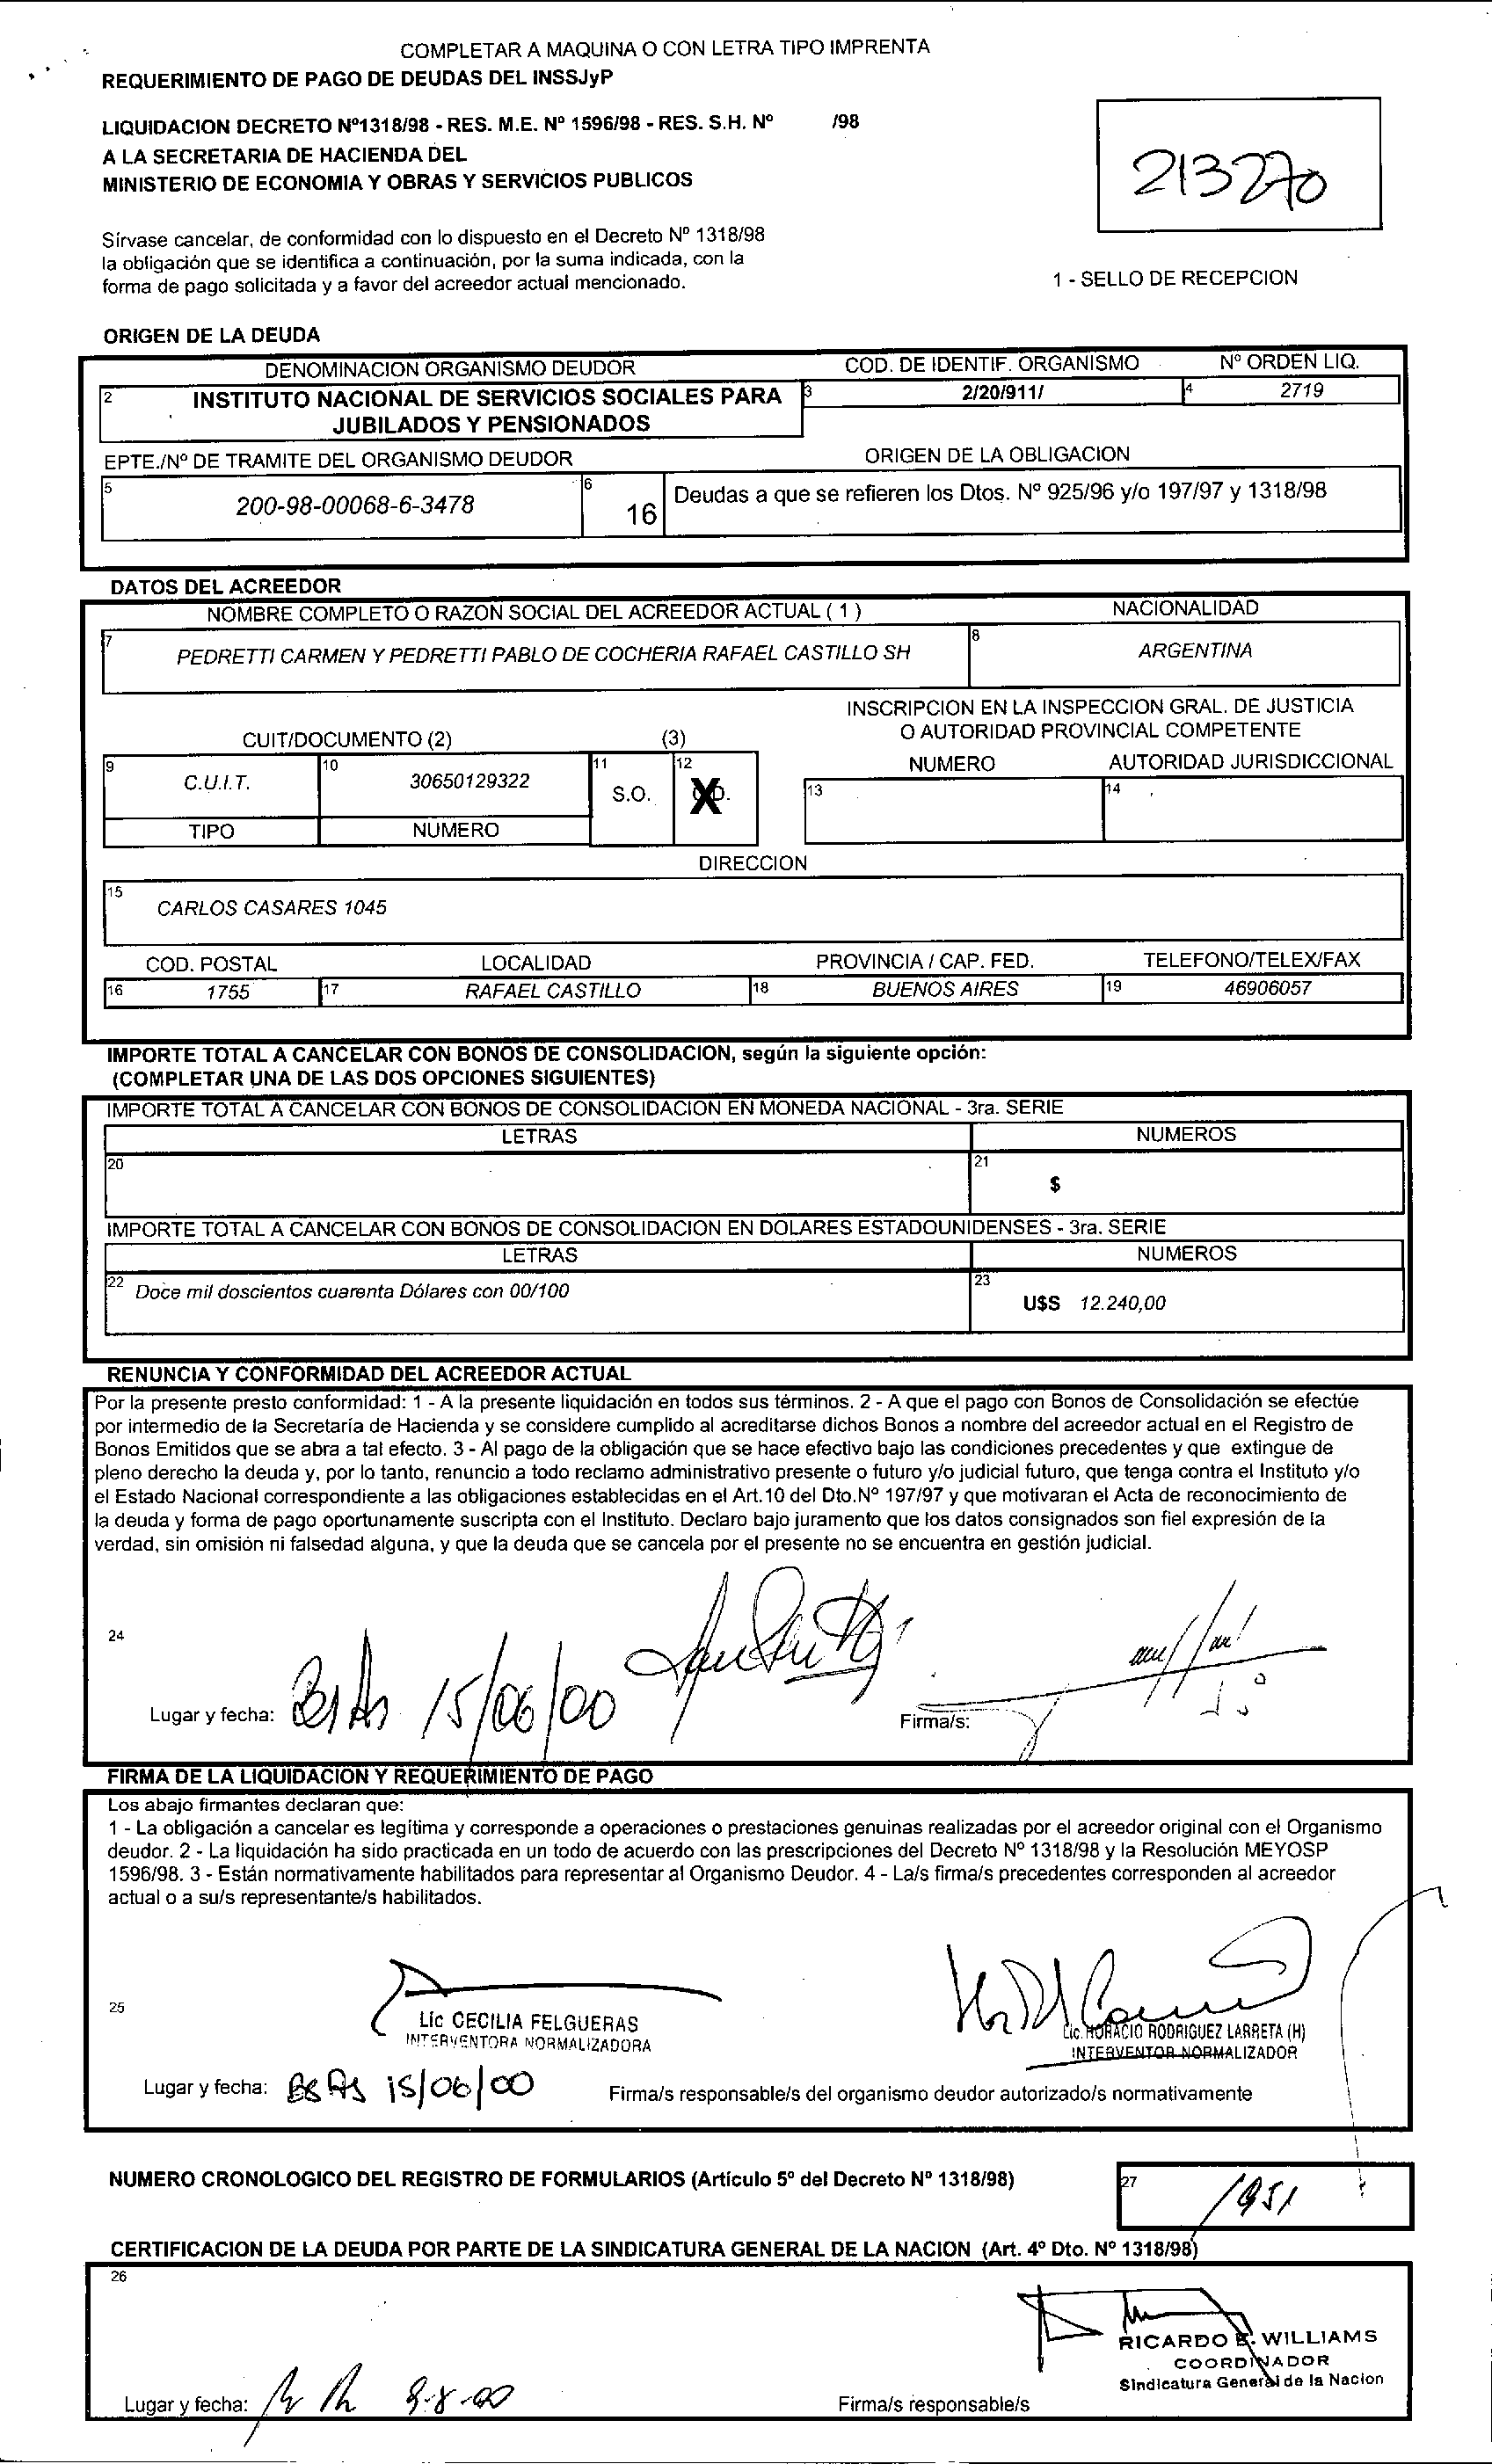 COMPLETAR A MAQUINA O CON LETRA TIPO IMPRENTA
REQUERIMIENTO DE PAGO DE DEUDAS DEL INSSJyP
LIQUIDACION DECRETO Nº1318/98 - RES. M.E. Nº 1596/98 - RES. S.H. Nº /98
A LA SECRETARIA DE HACIENDA DEL
MINISTERIO DE ECONOMIA Y OBRAS Y SERVICIOS PUBLICOS
213270
Sírvase cancelar, de conformidad con lo dispuesto en el Decreto Nº 1318/98
la obligación que se identifica a continuación, por la suma indicada, con la
forma de pago solicitada y a favor del acreedor actual mencionado.
1 - SELLO DE RECEPCION
ORIGEN DE LA DEUDA
DENOMINACION ORGANISMO DEUDOR COD. DE IDENTIF. ORGANISMO Nº ORDEN LIQ.
2 INSTITUTO NACIONAL DE SERVICIOS SOCIALES PARA 3 2/20/911/ 4 2719
JUBILADOS Y PENSIONADOS
EPTE./Nº DE TRAMITE DEL ORGANISMO DEUDOR ORIGEN DE LA OBLIGACION
5 200-98-00068-6-3478 6 16 Deudas a que se refieren los Dtos. Nº 925/96 y/o 197/97 y 1318/98
DATOS DEL ACREEDOR
NOMBRE COMPLETO O RAZON SOCIAL DEL ACREEDOR ACTUAL ( 1 ) NACIONALIDAD
7 PEDRETTI CARMEN Y PEDRETTI PABLO DE COCHERIA RAFAEL CASTILLO SH 8 ARGENTINA
INSCRIPCION EN LA INSPECCION GRAL. DE JUSTICIA
O AUTORIDAD PROVINCIAL COMPETENTE
CUIT/DOCUMENTO (2) (3)
NUMERO AUTORIDAD JURISDICCIONAL
9 C.U.I.T. 10 30650129322 11 S.O. 12 X 13 14
TIPO NUMERO
DIRECCION
15 CARLOS CASARES 1045
COD. POSTAL LOCALIDAD PROVINCIA / CAP. FED. TELEFONO/TELEX/FAX
16 1755 17 RAFAEL CASTILLO 18 BUENOS AIRES 19 46906057
IMPORTE TOTAL A CANCELAR CON BONOS DE CONSOLIDACION, según la siguiente opción:
(COMPLETAR UNA DE LAS DOS OPCIONES SIGUIENTES)
IMPORTE TOTAL A CANCELAR CON BONOS DE CONSOLIDACION EN MONEDA NACIONAL - 3ra. SERIE
LETRAS NUMEROS
20 21 $
IMPORTE TOTAL A CANCELAR CON BONOS DE CONSOLIDACION EN DOLARES ESTADOUNIDENSES - 3ra. SERIE
LETRAS NUMEROS
22 Doce mil doscientos cuarenta Dólares con 00/100 23 U$S 12.240,00
RENUNCIA Y CONFORMIDAD DEL ACREEDOR ACTUAL
Por la presente presto conformidad: 1 - A la presente liquidación en todos sus términos. 2 - A que el pago con Bonos de Consolidación se efectúe
por intermedio de la Secretaría de Hacienda y se considere cumplido al acreditarse dichos Bonos a nombre del acreedor actual en el Registro de
Bonos Emitidos que se abra a tal efecto. 3 - Al pago de la obligación que se hace efectivo bajo las condiciones precedentes y que extingue de
pleno derecho la deuda y, por lo tanto, renuncio a todo reclamo administrativo presente o futuro y/o judicial futuro, que tenga contra el Instituto y/o
el Estado Nacional correspondiente a las obligaciones establecidas en el Art.10 del Dto.Nº 197/97 y que motivaran el Acta de reconocimiento de
la deuda y forma de pago oportunamente suscripta con el Instituto. Declaro bajo juramento que los datos consignados son fiel expresión de la
verdad, sin omisión ni falsedad alguna, y que la deuda que se cancela por el presente no se encuentra en gestión judicial.
24
Lugar y fecha: Bs As 15/06/00 Firma/s:
FIRMA DE LA LIQUIDACION Y REQUERIMIENTO DE PAGO
Los abajo firmantes declaran que:
1 - La obligación a cancelar es legítima y corresponde a operaciones o prestaciones genuinas realizadas por el acreedor original con el Organismo
deudor. 2 - La liquidación ha sido practicada en un todo de acuerdo con las prescripciones del Decreto Nº 1318/98 y la Resolución MEYOSP
1596/98. 3 - Están normativamente habilitados para representar al Organismo Deudor. 4 - La/s firma/s precedentes corresponden al acreedor
actual o a su/s representante/s habilitados.
25
Lic CECILIA FELGUERAS Lic. HORACIO RODRIGUEZ LARRETA (H)
INTERVENTORA NORMALIZADORA INTERVENTOR NORMALIZADOR
Lugar y fecha: Bs As 15/06/00 Firma/s responsable/s del organismo deudor autorizado/s normativamente
NUMERO CRONOLOGICO DEL REGISTRO DE FORMULARIOS (Artículo 5º del Decreto Nº 1318/98) 27 1951
CERTIFICACION DE LA DEUDA POR PARTE DE LA SINDICATURA GENERAL DE LA NACION (Art. 4º Dto. Nº 1318/98)
26
RICARDO E. WILLIAMS
COORDINADOR
Sindicatura General de la Nacion
Lugar y fecha: 9-8-00 Firma/s responsable/s